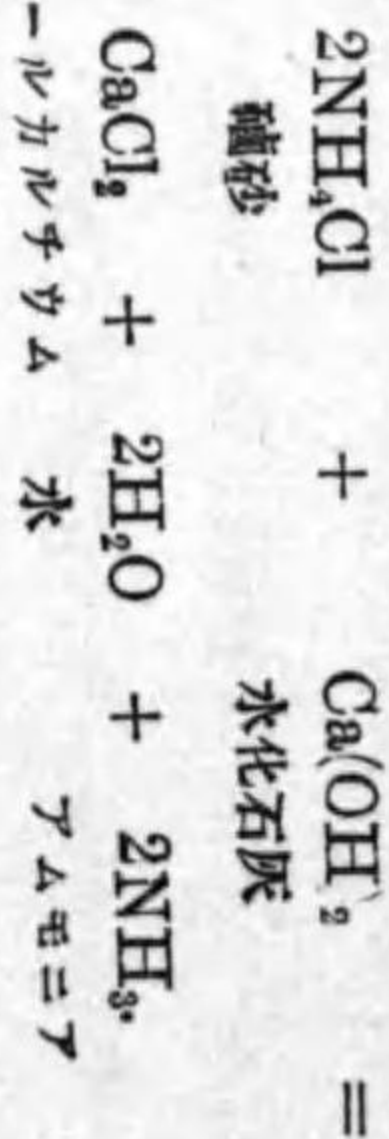 2NH₄Cl + Ca(OH)₂ =
磠砂 水化石灰
CaCl₂ + 2H₂O + 2NH₃.
ールカルチウム 水 アムモニア